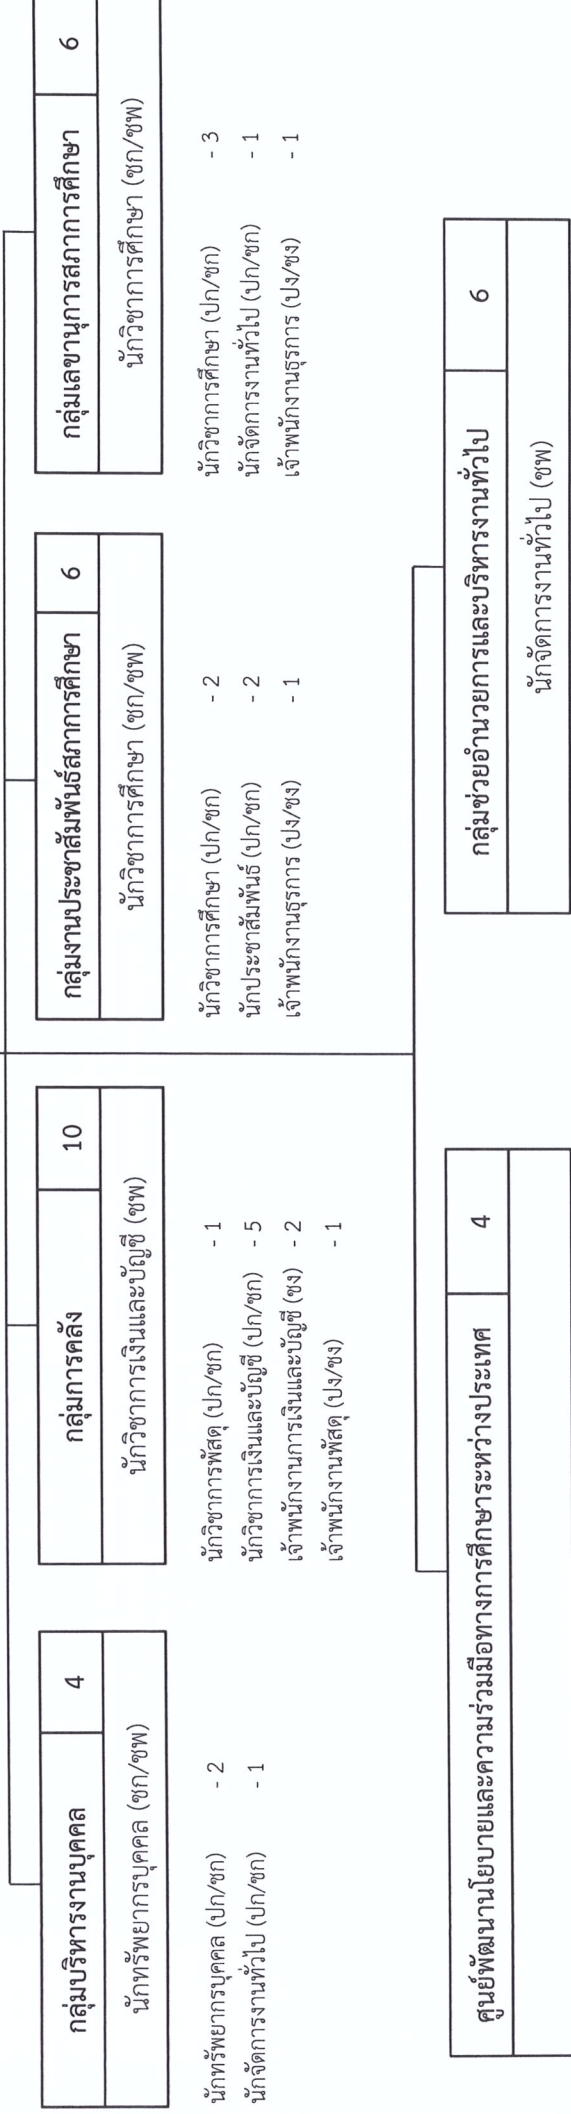 กลุ่มบริหารงานบุคคล 4
นักทรัพยากรบุคคล (ชก/ชพ)
นักทรัพยากรบุคคล (ปก/ชก) - 2
นักจัดการงานทั่วไป (ปก/ชก) - 1
กลุ่มการคลัง 10
นักวิชาการเงินและบัญชี (ชพ)
นักวิชาการพัสดุ (ปก/ชก) - 1
นักวิชาการเงินและบัญชี (ปก/ชก) - 5
เจ้าพนักงานการเงินและบัญชี (ชง) - 2
เจ้าพนักงานพัสดุ (ปง/ชง) - 1
กลุ่มงานประชาสัมพันธ์สภาการศึกษา 6
นักวิชาการศึกษา (ชก/ชพ)
นักวิชาการศึกษา (ปก/ชก) - 2
นักประชาสัมพันธ์ (ปก/ชก) - 2
เจ้าพนักงานธุรการ (ปง/ชง) - 1
กลุ่มเลขานุการสภาการศึกษา 6
นักวิชาการศึกษา (ชก/ชพ)
นักวิชาการศึกษา (ปก/ชก) - 3
นักจัดการงานทั่วไป (ปก/ชก) - 1
เจ้าพนักงานธุรการ (ปง/ชง) - 1
ศูนย์พัฒนานโยบายและความร่วมมือทางการศึกษาระหว่างประเทศ 4
กลุ่มช่วยอำนวยการและบริหารงานทั่วไป 6
นักจัดการงานทั่วไป (ชพ)